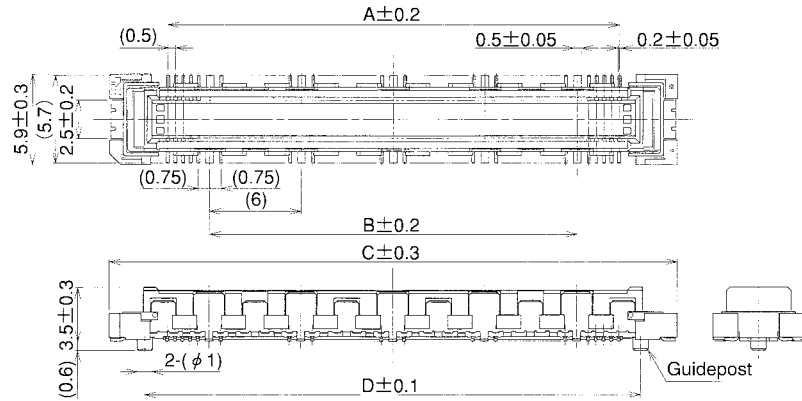 A±0.2
(0.5)
0.5±0.05
0.2±0.05
5.9±0.3
(5.7)
2.5±0.2
(0.75)
(0.75)
(6)
B±0.2
C±0.3
3.5±0.3
(0.6)
2-(φ1)
Guidepost
D±0.1